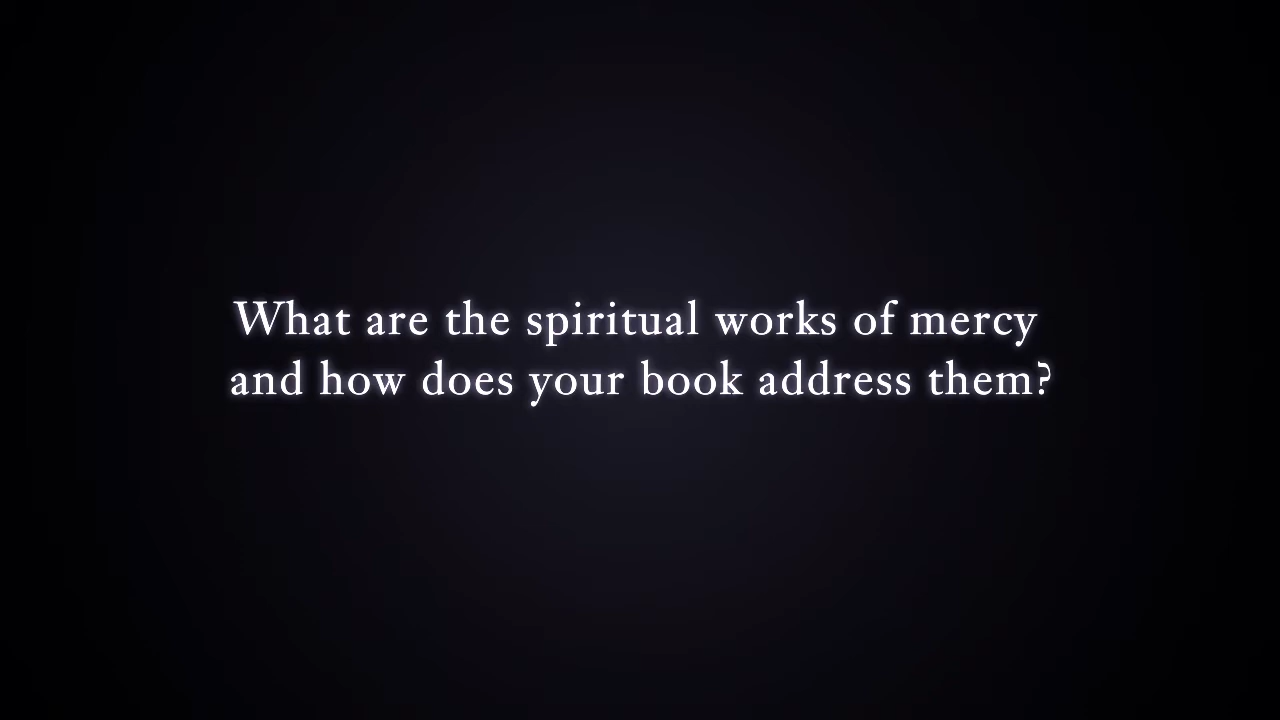 What are the spiritual works of mercy
and how does your book address them?